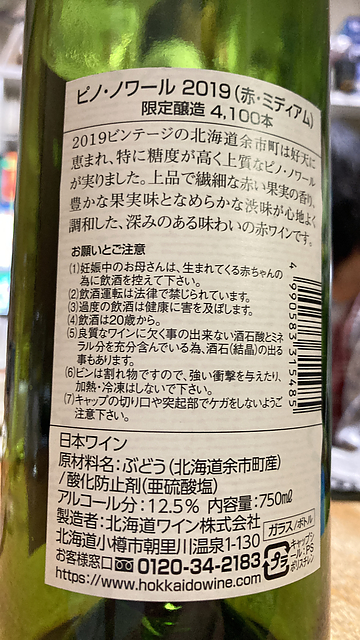 ピノ・ノワール 2019(赤・ミディアム)
限定醸造 4,100本
2019ビンテージの北海道余市町は好天に
恵まれ、特に糖度が高く上質なピノ・ノワール
が実りました。上品で繊細な赤い果実の香り、
豊かな果実味となめらかな渋味が心地よく
調和した、深みのある味わいの赤ワインです。
お願いとご注意
(1)妊娠中のお母さんは、生まれてくる赤ちゃんの
為に飲酒を控えて下さい。
(2)飲酒運転は法律で禁じられています。
(3)過度の飲酒は健康に害を及ぼします。
(4)飲酒は20歳から。
(5)良質なワインに欠く事の出来ない酒石酸とミネ
ラル分を充分含んでいる為、酒石(結晶)の出る
事もあります。
(6)ビンは割れ物ですので、強い衝撃を与えたり、
加熱・冷凍はしないで下さい。
(7)キャップの切り口や突起部でケガをしないようご
注意下さい。
4 990583 315485
日本ワイン
原材料名:ぶどう(北海道余市町産)
/酸化防止剤(亜硫酸塩)
アルコール分:12.5% 内容量:750ml
製造者:北海道ワイン株式会社
北海道小樽市朝里川温泉1-130
お客様窓口 0120-34-2183
https://www.hokkaidowine.com
ガラス/ボトル
プラ
キャップシール:PS
ポリスチレン